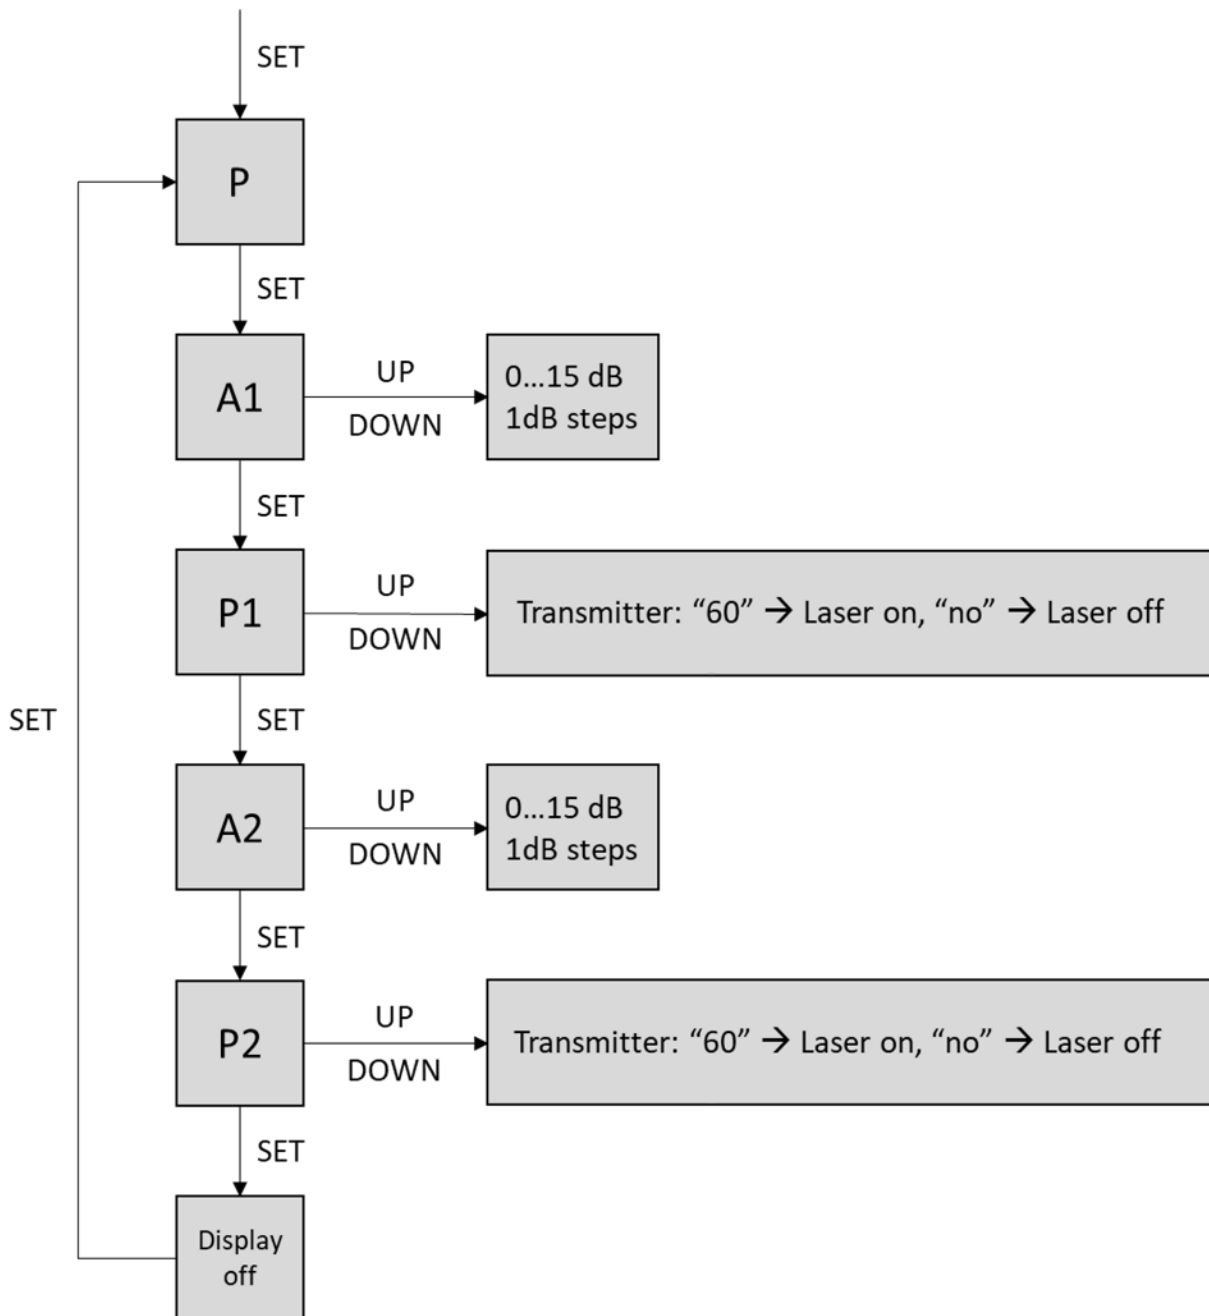 SET
P
SET
A1
UP
DOWN
0...15 dB
1dB steps
SET
P1
UP
DOWN
Transmitter: “60” → Laser on, “no” → Laser off
SET
SET
A2
UP
DOWN
0...15 dB
1dB steps
SET
P2
UP
DOWN
Transmitter: “60” → Laser on, “no” → Laser off
SET
Display
off